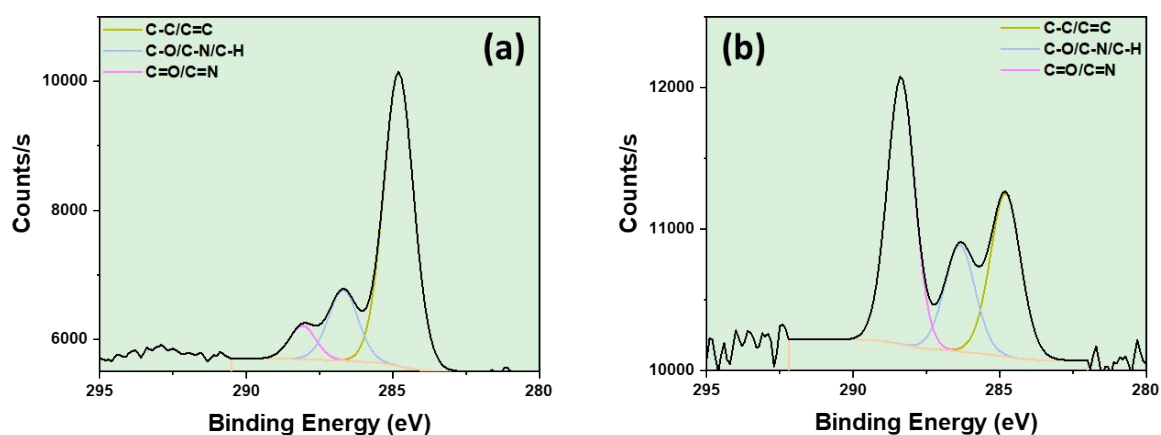 C-C/C=C
C-O/C-N/C-H
C=O/C=N
(a)
10000
8000
6000
Counts/s
295
290
285
280
Binding Energy (eV)
C-C/C=C
C-O/C-N/C-H
C=O/C=N
(b)
12000
11000
10000
Counts/s
295
290
285
280
Binding Energy (eV)